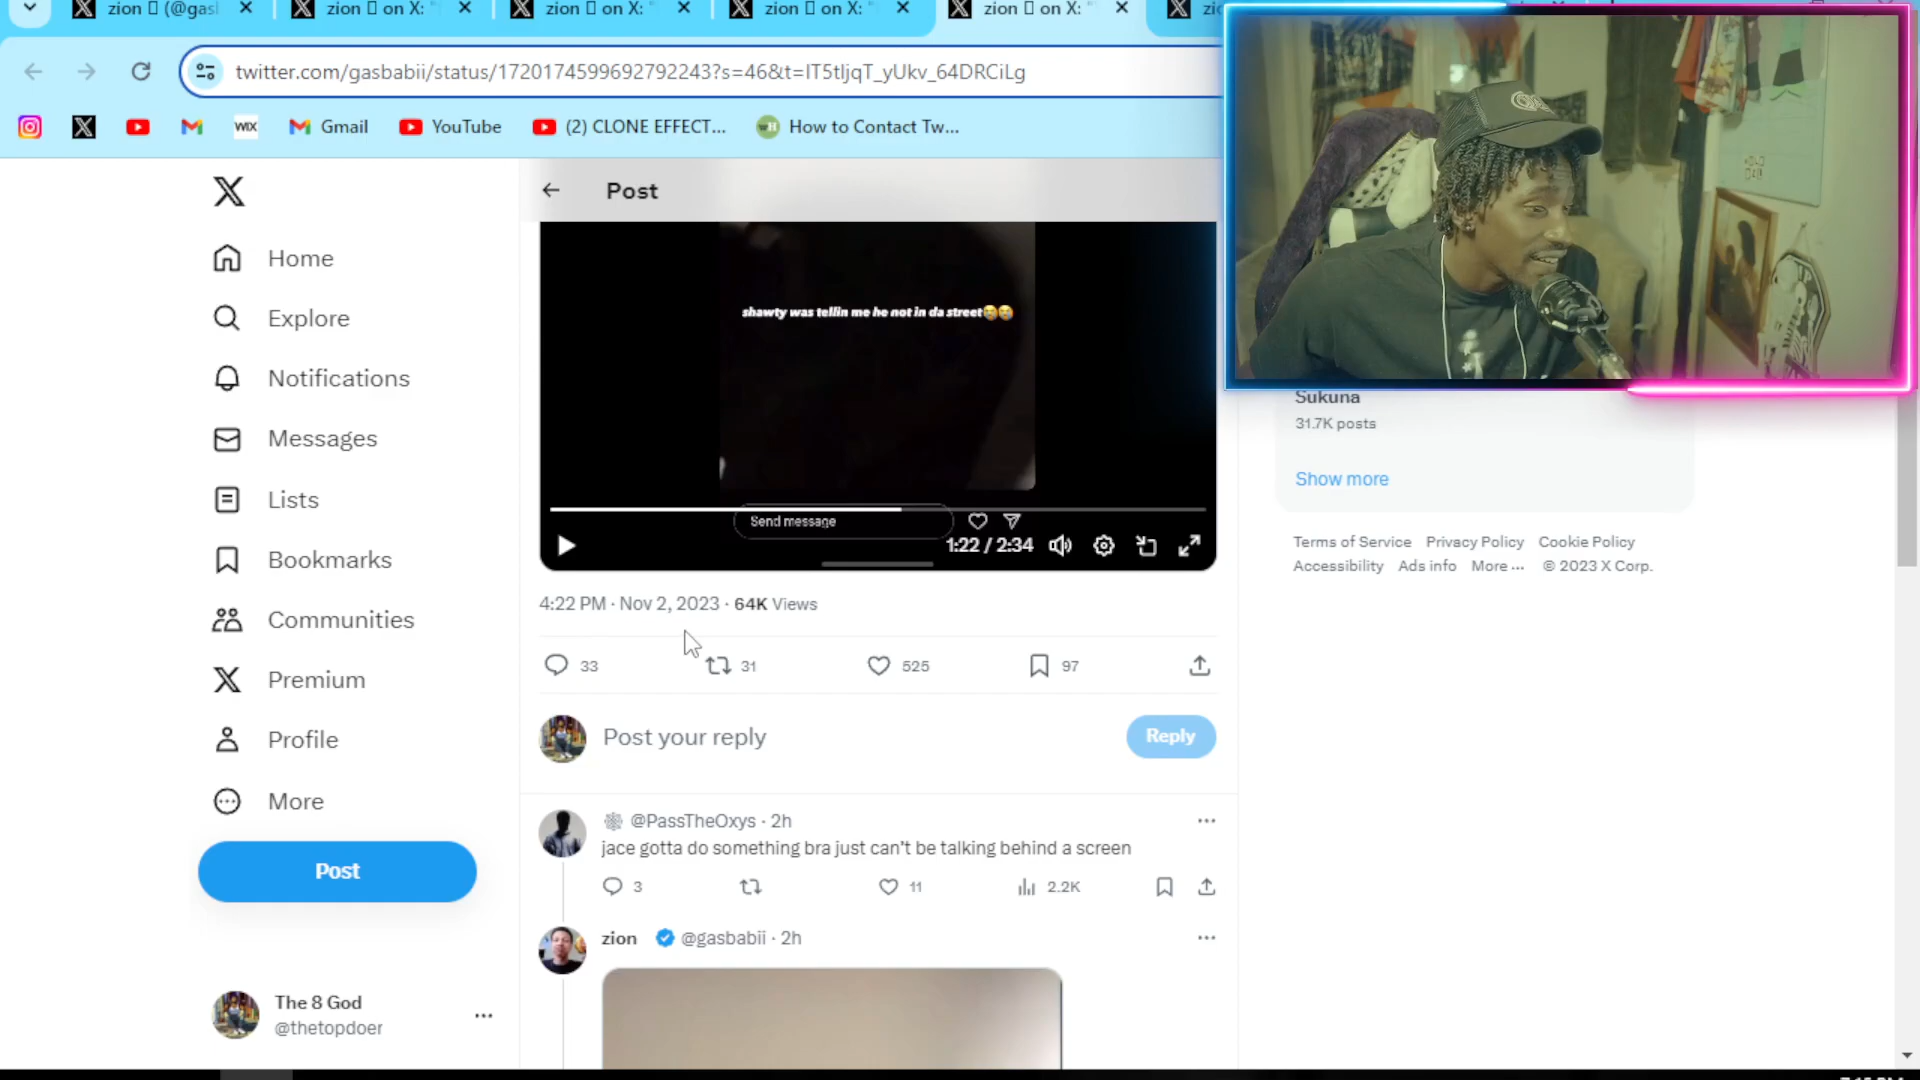 zion (@gasl
zion on X: "
zion on X: "
zion on X: "
zion on X: "
twitter.com/gasbabii/status/1720174599692792243?s=46&t=IT5tIjqT_yUkv_64DRCiLg
WIX
Gmail
YouTube
(2) CLONE EFFECT...
How to Contact Tw...
Post
Home
Explore
Notifications
Messages
Lists
Bookmarks
Communities
Premium
Profile
More
Post
The 8 God
@thetopdoer
shawty was tellin me he not in da street😭😭
Send message
1:22 / 2:34
4:22 PM · Nov 2, 2023 · 64K Views
33 31 525 97
Post your reply
Reply
@PassTheOxys · 2h
jace gotta do something bra just can't be talking behind a screen
3 11 2.2K
zion @gasbabii · 2h
Sukuna
31.7K posts
Show more
Terms of Service Privacy Policy Cookie Policy
Accessibility Ads info More ··· © 2023 X Corp.